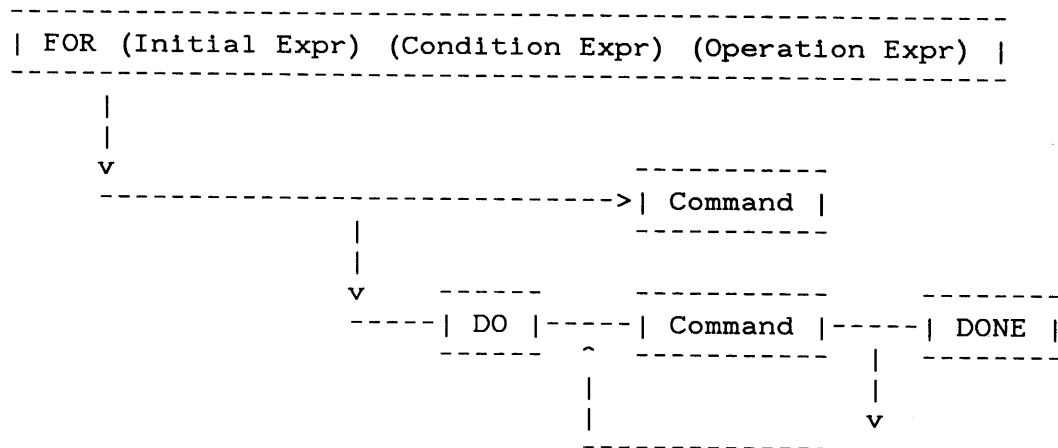 FOR (Initial Expr) (Condition Expr) (Operation Expr)
Command
DO Command DONE